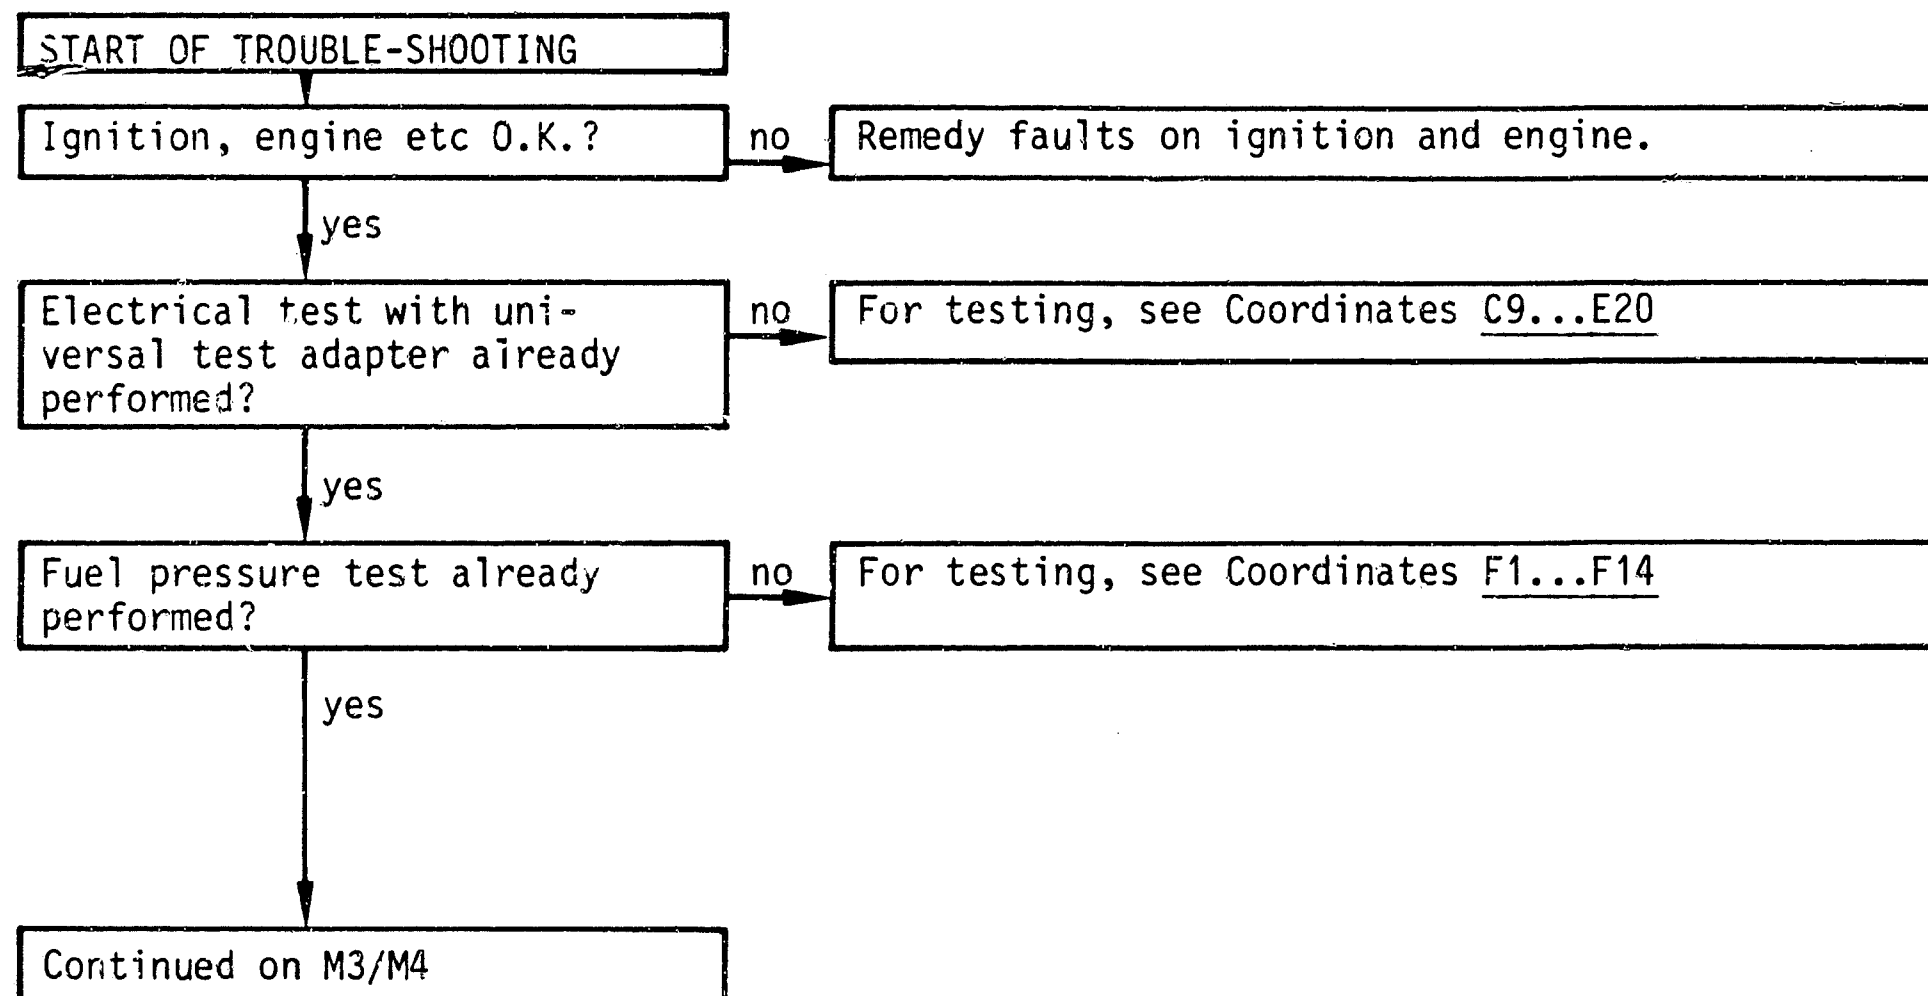 START OF TROUBLE-SHOOTING
Ignition, engine etc O.K.?
no
Remedy faults on ignition and engine.
yes
Electrical test with uni-
versal test adapter already
performed?
no
For testing, see Coordinates C9...E20
yes
Fuel pressure test already
performed?
no
For testing, see Coordinates F1...F14
yes
Continued on M3/M4